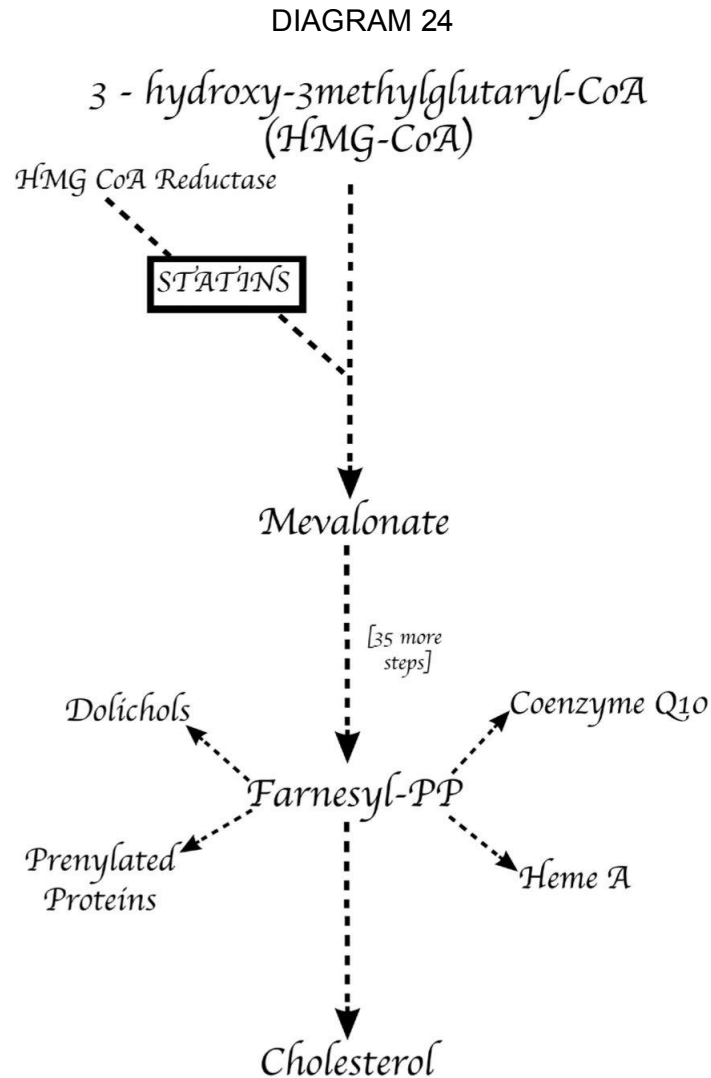 DIAGRAM 24
3 - hydroxy-3methylglutaryl-CoA
(HMG-CoA)
HMG CoA Reductase
STATINS
Mevalonate
[35 more
steps]
Dolichols
Coenzyme Q10
Farnesyl-PP
Prenylated
Proteins
Heme A
Cholesterol